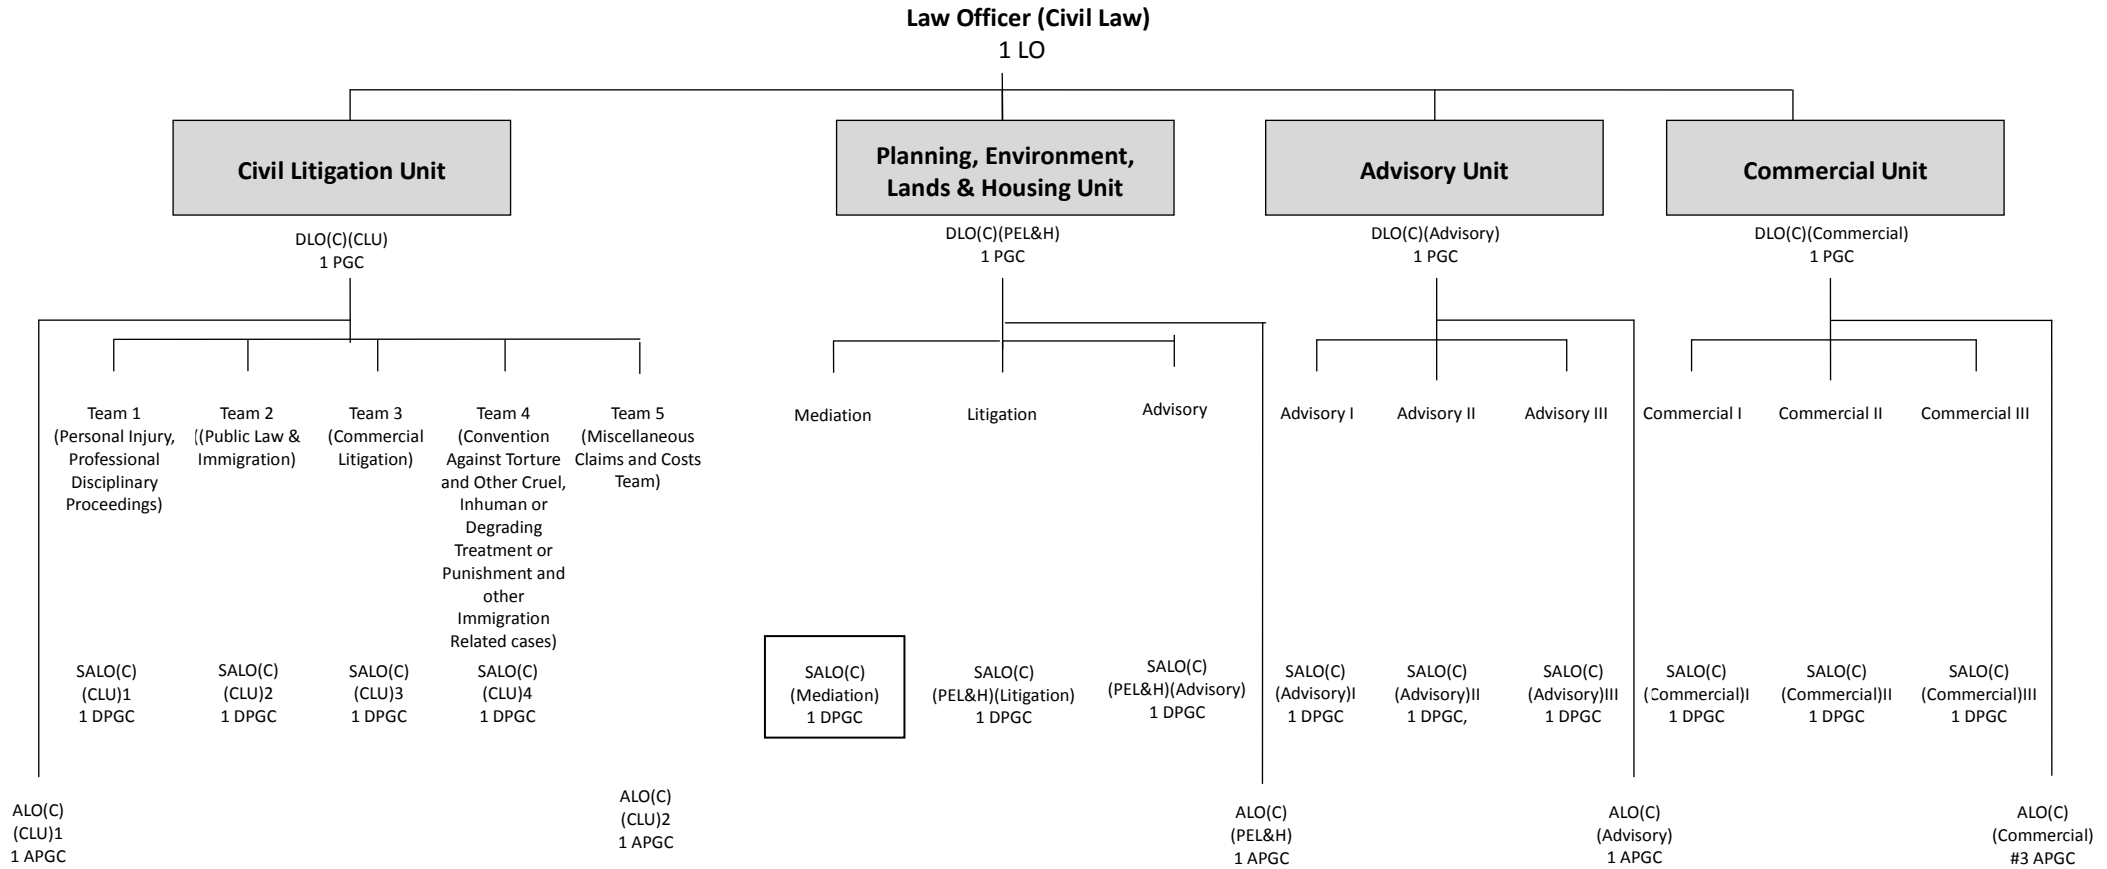 Law Officer (Civil Law)
1 LO
Civil Litigation Unit
Planning, Environment,
Lands & Housing Unit
Advisory Unit
Commercial Unit
DLO(C)(CLU)
1 PGC
DLO(C)(PEL&H)
1 PGC
DLO(C)(Advisory)
1 PGC
DLO(C)(Commercial)
1 PGC
Team 1
(Personal Injury,
Professional
Disciplinary
Proceedings)
Team 2
((Public Law &
Immigration)
Team 3
(Commercial
Litigation)
Team 4
(Convention
Against Torture
and Other Cruel,
Inhuman or
Degrading
Treatment or
Punishment and
other
Immigration
Related cases)
Team 5
(Miscellaneous
Claims and Costs
Team)
Mediation
Litigation
Advisory
Advisory I
Advisory II
Advisory III
Commercial I
Commercial II
Commercial III
SALO(C)
(CLU)1
1 DPGC
SALO(C)
(CLU)2
1 DPGC
SALO(C)
(CLU)3
1 DPGC
SALO(C)
(CLU)4
1 DPGC
SALO(C)
(Mediation)
1 DPGC
SALO(C)
(PEL&H)(Litigation)
1 DPGC
SALO(C)
(PEL&H)(Advisory)
1 DPGC
SALO(C)
(Advisory)I
1 DPGC
SALO(C)
(Advisory)II
1 DPGC,
SALO(C)
(Advisory)III
1 DPGC
SALO(C)
(Commercial)I
1 DPGC
SALO(C)
(Commercial)II
1 DPGC
SALO(C)
(Commercial)III
1 DPGC
ALO(C)
(CLU)1
1 APGC
ALO(C)
(CLU)2
1 APGC
ALO(C)
(PEL&H)
1 APGC
ALO(C)
(Advisory)
1 APGC
ALO(C)
(Commercial)
#3 APGC